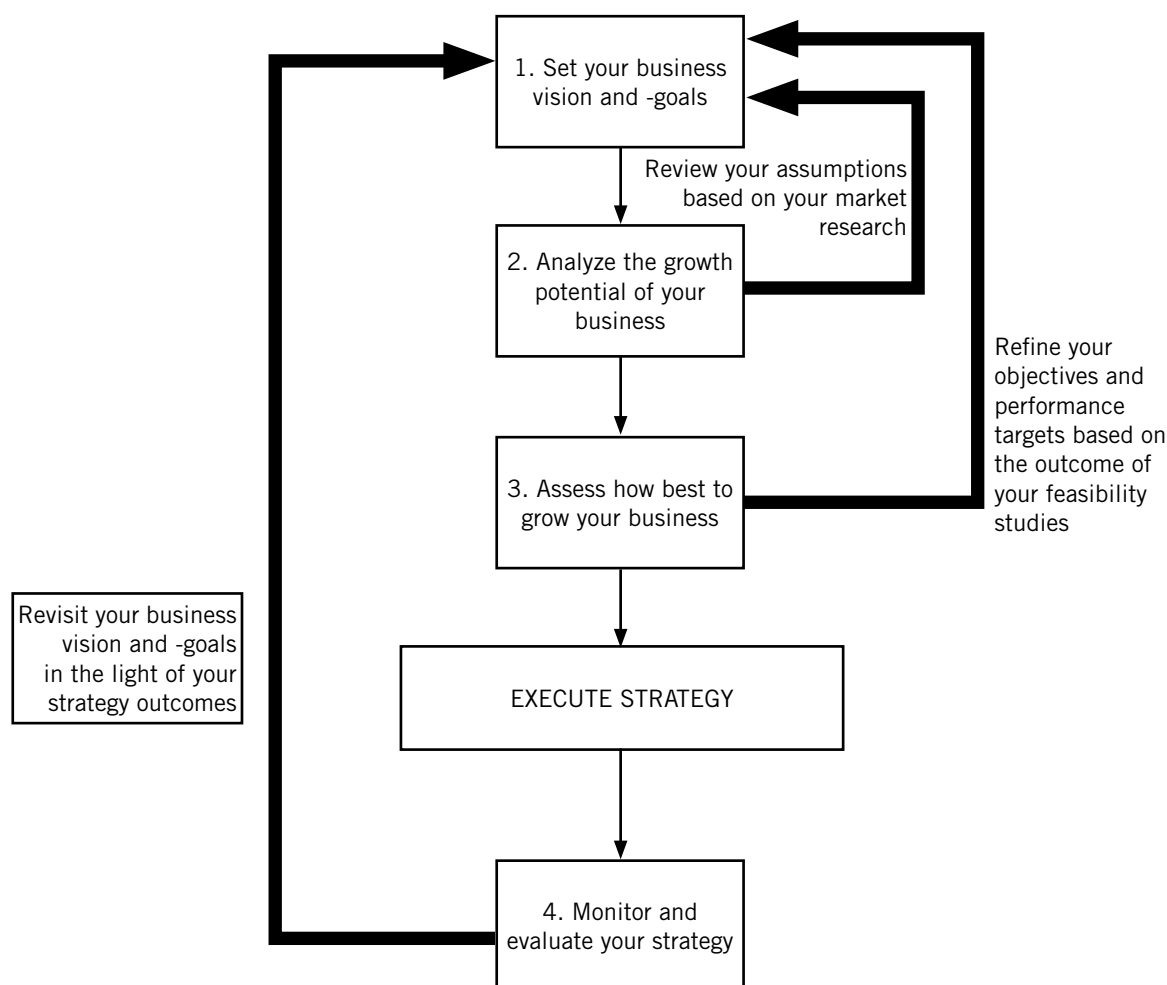 1. Set your business
vision and -goals
Review your assumptions
based on your market
research
2. Analyze the growth
potential of your
business
Refine your
objectives and
performance
targets based on
the outcome of
your feasibility
studies
3. Assess how best to
grow your business
Revisit your business
vision and -goals
in the light of your
strategy outcomes
EXECUTE STRATEGY
4. Monitor and
evaluate your strategy